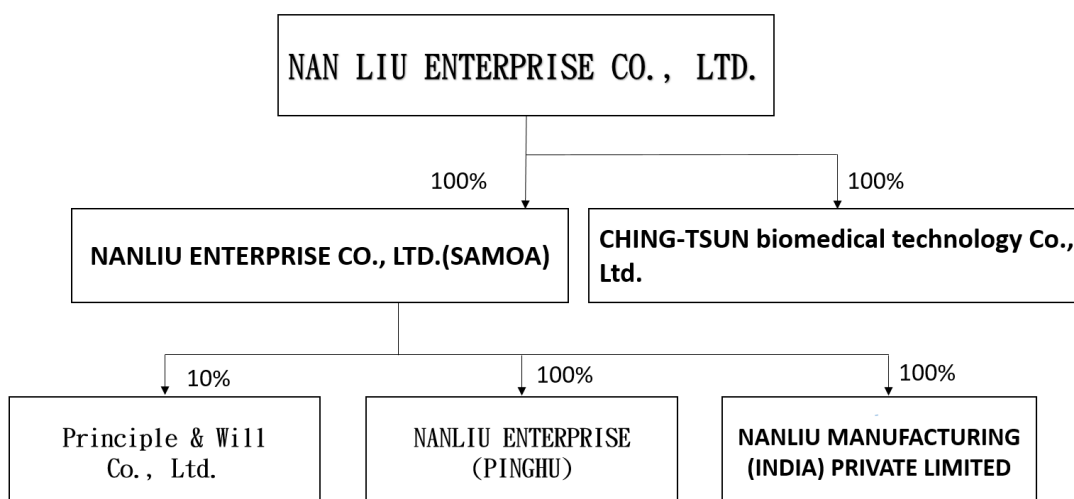 NAN LIU ENTERPRISE CO., LTD.
100%
100%
NANLIU ENTERPRISE CO., LTD.(SAMOA)
CHING-TSUN biomedical technology Co.,
Ltd.
10%
100%
100%
Principle & Will
Co., Ltd.
NANLIU ENTERPRISE
(PINGHU)
NANLIU MANUFACTURING
(INDIA) PRIVATE LIMITED